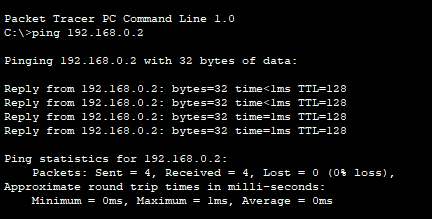 Packet Tracer PC Command Line 1.0
C:\>ping 192.168.0.2
Pinging 192.168.0.2 with 32 bytes of data:
Reply from 192.168.0.2: bytes=32 time<1ms TTL=128
Reply from 192.168.0.2: bytes=32 time<1ms TTL=128
Reply from 192.168.0.2: bytes=32 time=1ms TTL=128
Reply from 192.168.0.2: bytes=32 time<1ms TTL=128
Ping statistics for 192.168.0.2:
Packets: Sent = 4, Received = 4, Lost = 0 (0% loss),
Approximate round trip times in milli-seconds:
Minimum = 0ms, Maximum = 1ms, Average = 0ms